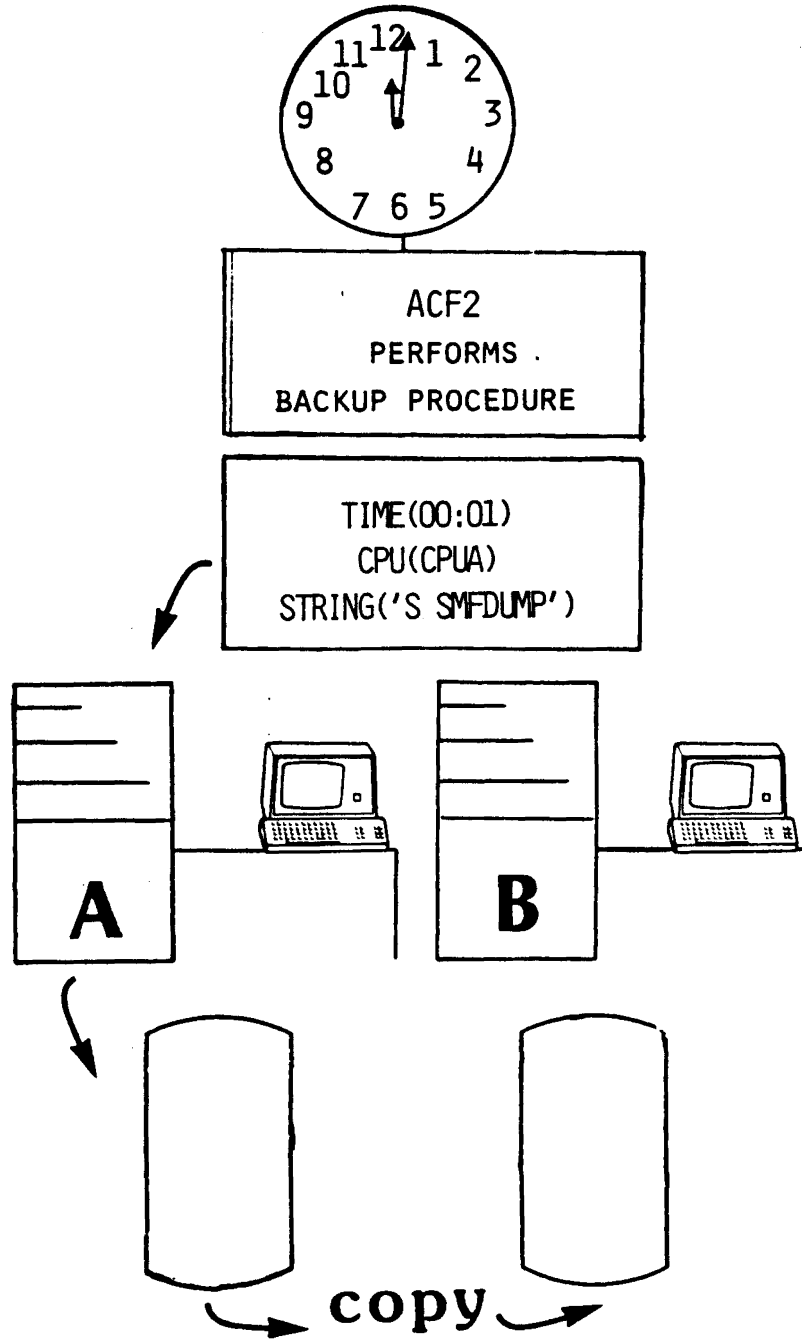 12
11
1
10
2
9
3
8
4
7
6
5
ACF2
PERFORMS
BACKUP PROCEDURE
TIME(00:01)
CPU(CPUA)
STRING('S SMFDUMP')
A
B
copy